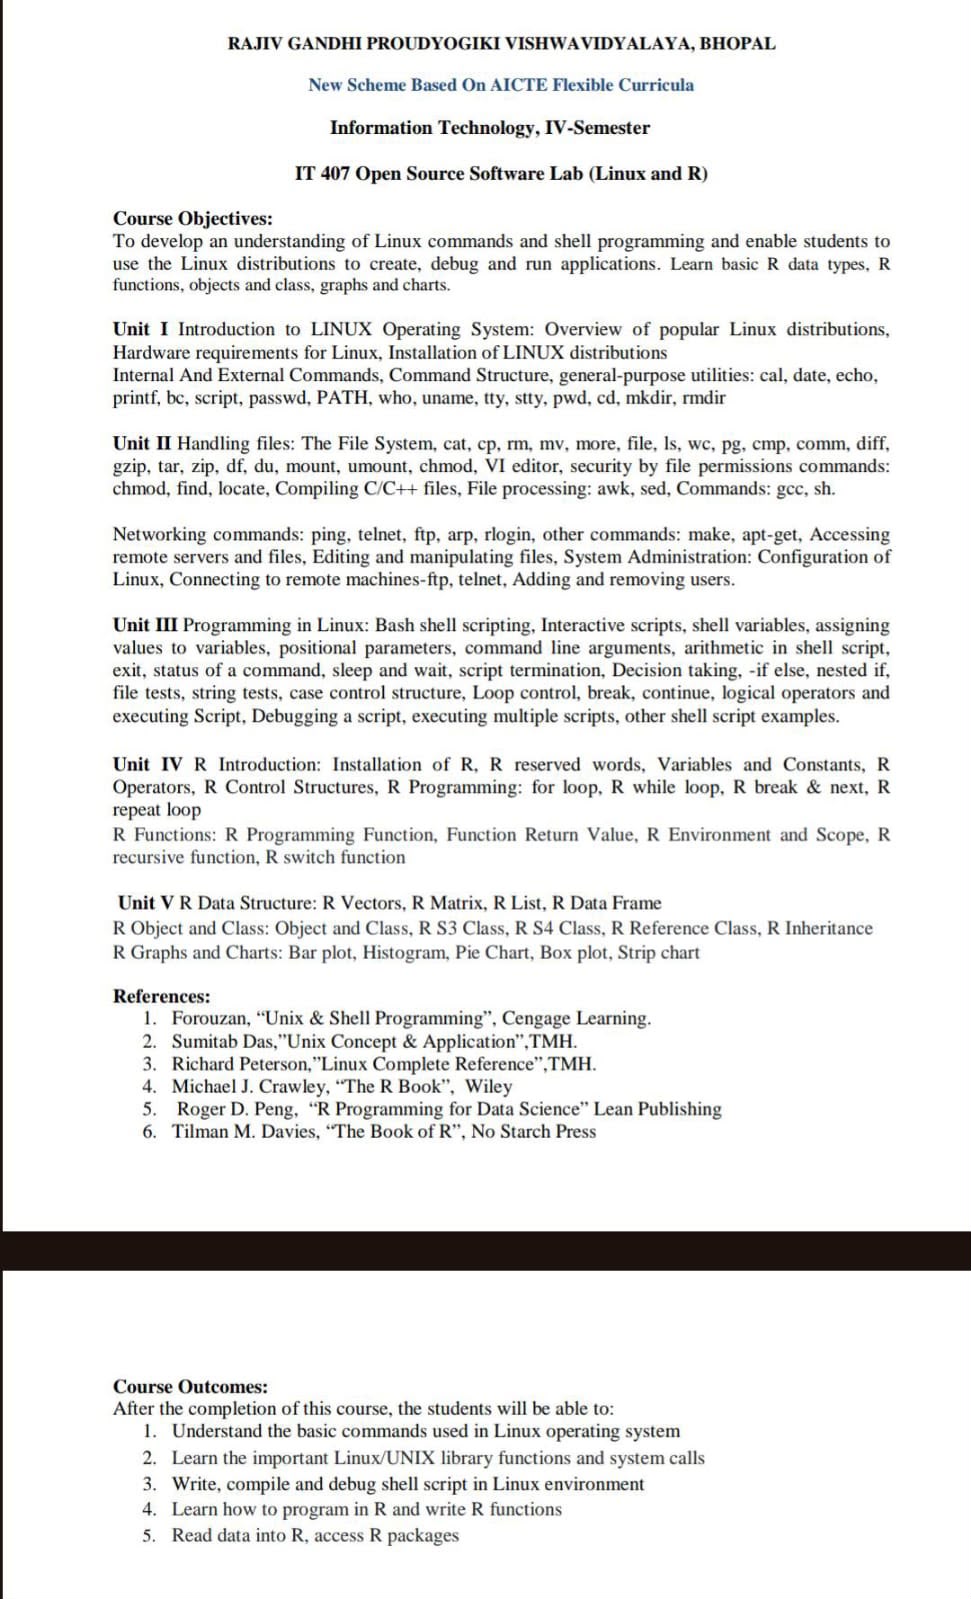 RAJIV GANDHI PROUDYOGIKI VISHWAVIDYALAYA, BHOPAL
New Scheme Based On AICTE Flexible Curricula
Information Technology, IV-Semester
IT 407 Open Source Software Lab (Linux and R)
Course Objectives:
To develop an understanding of Linux commands and shell programming and enable students to
use the Linux distributions to create, debug and run applications. Learn basic R data types, R
functions, objects and class, graphs and charts.
Unit I Introduction to LINUX Operating System: Overview of popular Linux distributions,
Hardware requirements for Linux, Installation of LINUX distributions
Internal And External Commands, Command Structure, general-purpose utilities: cal, date, echo,
printf, bc, script, passwd, PATH, who, uname, tty, stty, pwd, cd, mkdir, rmdir
Unit II Handling files: The File System, cat, cp, rm, mv, more, file, ls, wc, pg, cmp, comm, diff,
gzip, tar, zip, df, du, mount, umount, chmod, VI editor, security by file permissions commands:
chmod, find, locate, Compiling C/C++ files, File processing: awk, sed, Commands: gcc, sh.
Networking commands: ping, telnet, ftp, arp, rlogin, other commands: make, apt-get, Accessing
remote servers and files, Editing and manipulating files, System Administration: Configuration of
Linux, Connecting to remote machines-ftp, telnet, Adding and removing users.
Unit III Programming in Linux: Bash shell scripting, Interactive scripts, shell variables, assigning
values to variables, positional parameters, command line arguments, arithmetic in shell script,
exit, status of a command, sleep and wait, script termination, Decision taking, -if else, nested if,
file tests, string tests, case control structure, Loop control, break, continue, logical operators and
executing Script, Debugging a script, executing multiple scripts, other shell script examples.
Unit IV R Introduction: Installation of R, R reserved words, Variables and Constants, R
Operators, R Control Structures, R Programming: for loop, R while loop, R break & next, R
repeat loop
R Functions: R Programming Function, Function Return Value, R Environment and Scope, R
recursive function, R switch function
Unit V R Data Structure: R Vectors, R Matrix, R List, R Data Frame
R Object and Class: Object and Class, R S3 Class, R S4 Class, R Reference Class, R Inheritance
R Graphs and Charts: Bar plot, Histogram, Pie Chart, Box plot, Strip chart
References:
1. Forouzan, “Unix & Shell Programming”, Cengage Learning.
2. Sumitab Das,”Unix Concept & Application”,TMH.
3. Richard Peterson,”Linux Complete Reference”,TMH.
4. Michael J. Crawley, “The R Book”, Wiley
5. Roger D. Peng, “R Programming for Data Science” Lean Publishing
6. Tilman M. Davies, “The Book of R”, No Starch Press
Course Outcomes:
After the completion of this course, the students will be able to:
1. Understand the basic commands used in Linux operating system
2. Learn the important Linux/UNIX library functions and system calls
3. Write, compile and debug shell script in Linux environment
4. Learn how to program in R and write R functions
5. Read data into R, access R packages